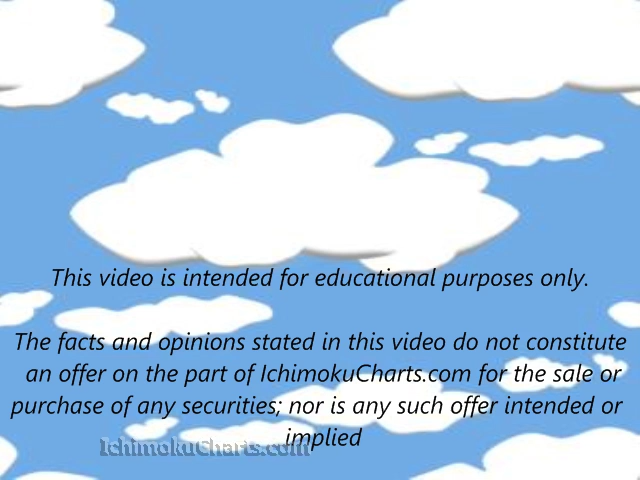 This video is intended for educational purposes only.
The facts and opinions stated in this video do not constitute
an offer on the part of IchimokuCharts.com for the sale or
purchase of any securities; nor is any such offer intended or
implied
IchimokuCharts.com